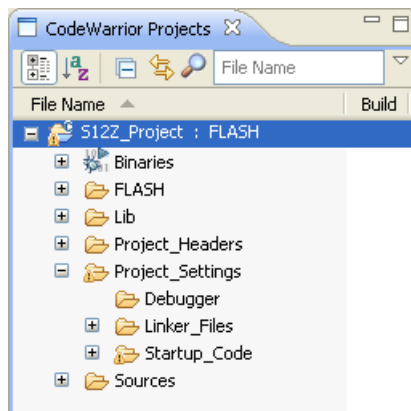 CodeWarrior Projects
File Name
File Name Build
S12Z_Project : FLASH
Binaries
FLASH
Lib
Project_Headers
Project_Settings
Debugger
Linker_Files
Startup_Code
Sources